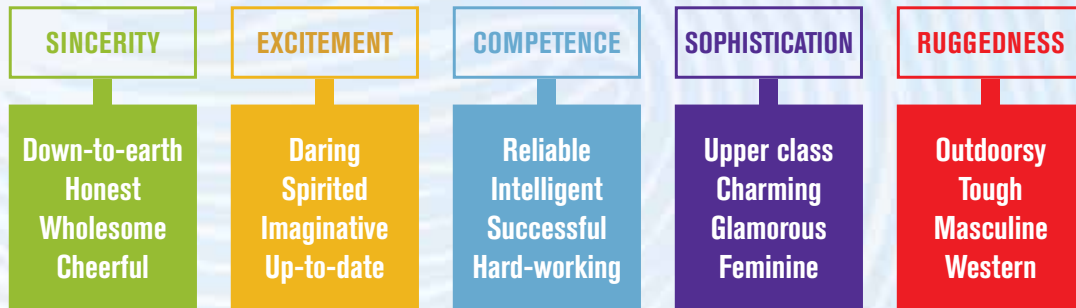 SINCERITY
Down-to-earth
Honest
Wholesome
Cheerful
EXCITEMENT
Daring
Spirited
Imaginative
Up-to-date
COMPETENCE
Reliable
Intelligent
Successful
Hard-working
SOPHISTICATION
Upper class
Charming
Glamorous
Feminine
RUGGEDNESS
Outdoorsy
Tough
Masculine
Western